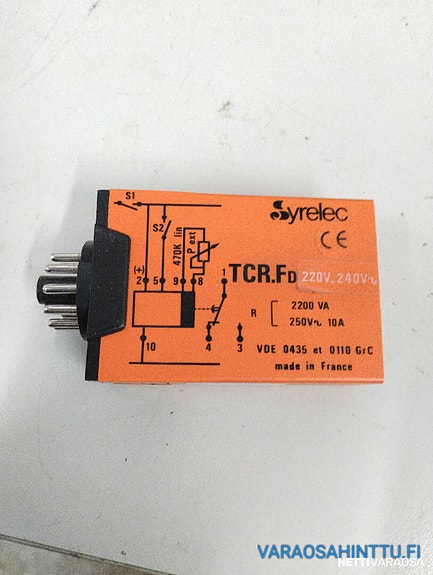 S1
Syrelec
S2
470K lin
P ext
CE
(+)
2 5 9 8 1
TCR.FD 220V.240V~
R
2200 VA
250V~ 10A
4 3
10
VDE 0435 et 0110 GrC
made in France
VARAOSAHINTTU.FI
NETTIVARAOSA